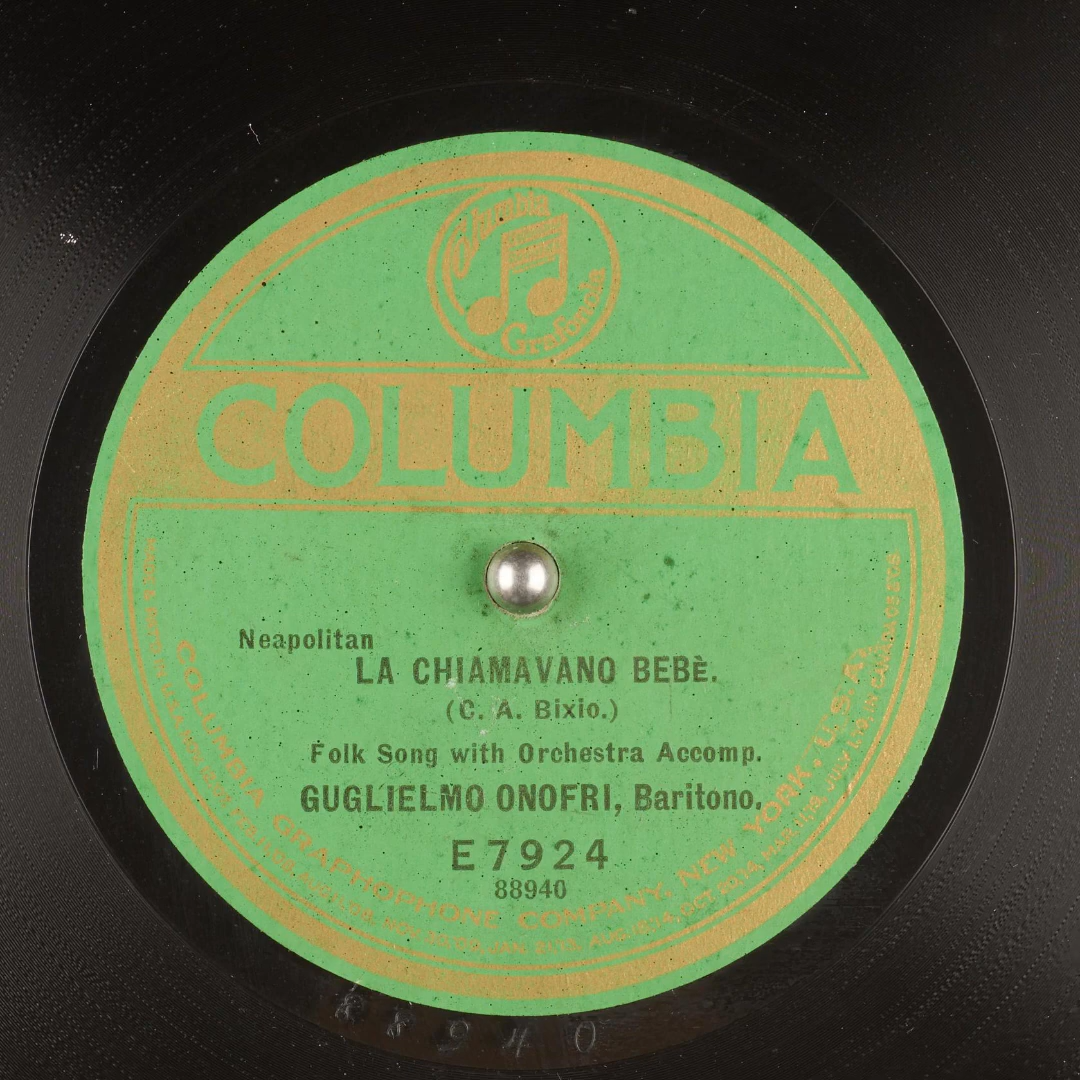 Columbia
Grafonola
COLUMBIA
Neapolitan
LA CHIAMAVANO BEBÈ.
(C. A. Bixio.)
Folk Song with Orchestra Accomp.
GUGLIELMO ONOFRI, Baritono.
E7924
88940
COLUMBIA GRAPHOPHONE COMPANY, NEW YORK, U.S.A.
88940